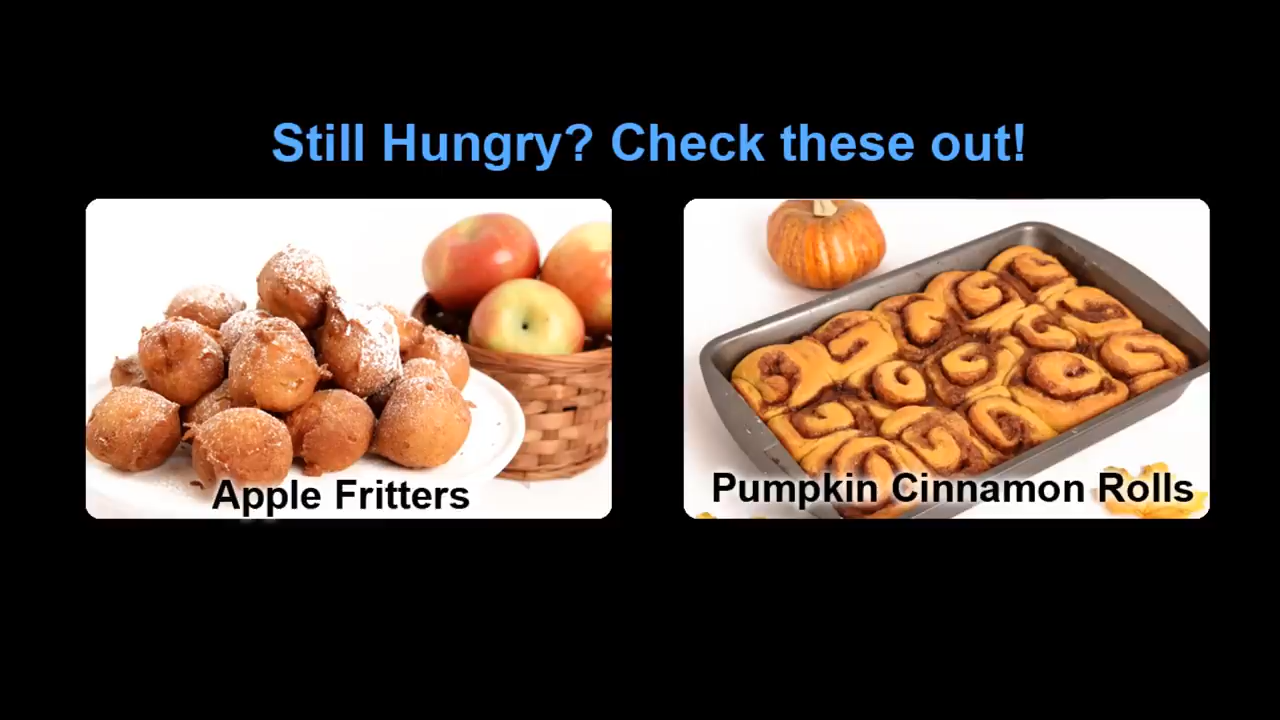 Still Hungry? Check these out!
Apple Fritters
Pumpkin Cinnamon Rolls